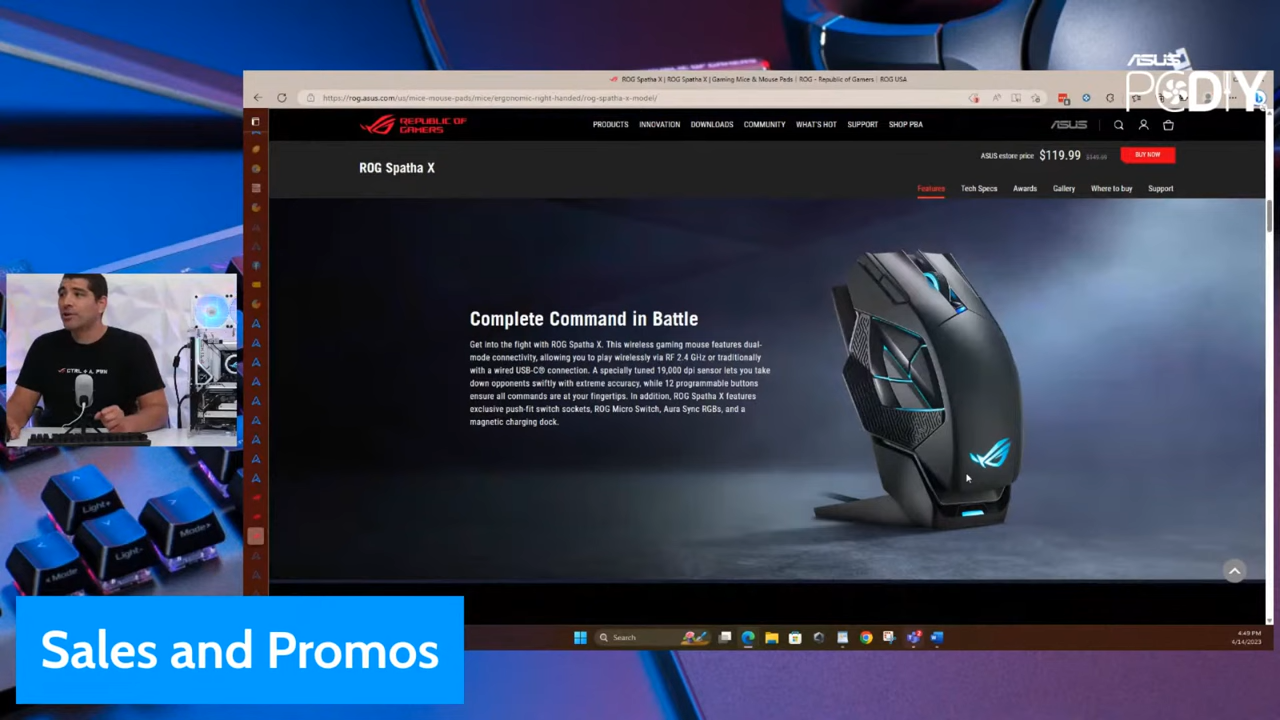 ASUS
PCDIY
ROG Spatha X | ROG Spatha X | Gaming Mice & Mouse Pads | ROG - Republic of Gamers | ROG USA
https://rog.asus.com/us/mice-mouse-pads/mice/ergonomic-right-handed/rog-spatha-x-model/
REPUBLIC OF
GAMERS
PRODUCTS INNOVATION DOWNLOADS COMMUNITY WHAT'S HOT SUPPORT SHOP PBA
ASUS
ROG Spatha X
ASUS estore price $119.99 $149.99 BUY NOW
Features Tech Specs Awards Gallery Where to buy Support
Complete Command in Battle
Get into the fight with ROG Spatha X. This wireless gaming mouse features dual-
mode connectivity, allowing you to play wirelessly via RF 2.4 GHz or traditionally
with a wired USB-C® connection. A specially tuned 19,000 dpi sensor lets you take
down opponents swiftly with extreme accuracy, while 12 programmable buttons
ensure all commands are at your fingertips. In addition, ROG Spatha X features
exclusive push-fit switch sockets, ROG Micro Switch, Aura Sync RGBs, and a
magnetic charging dock.
CTRL + A PRK
Light+
Light-
Mode+
Mode
Search
4:49 PM
4/14/2023
Sales and Promos